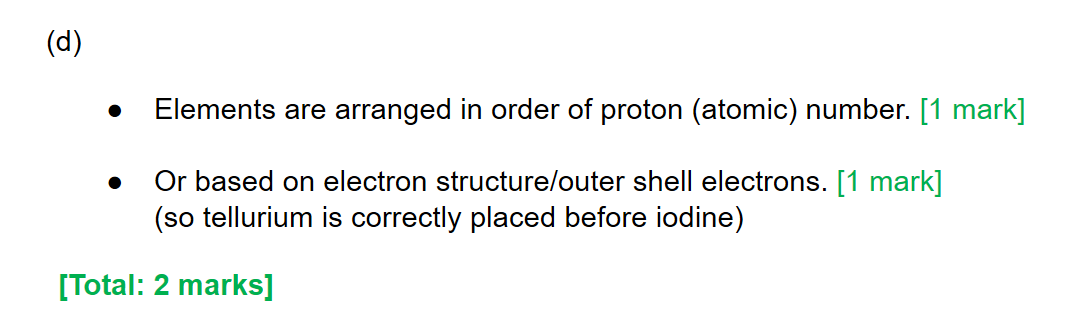 (d)
● Elements are arranged in order of proton (atomic) number. [1 mark]
● Or based on electron structure/outer shell electrons. [1 mark]
(so tellurium is correctly placed before iodine)
[Total: 2 marks]